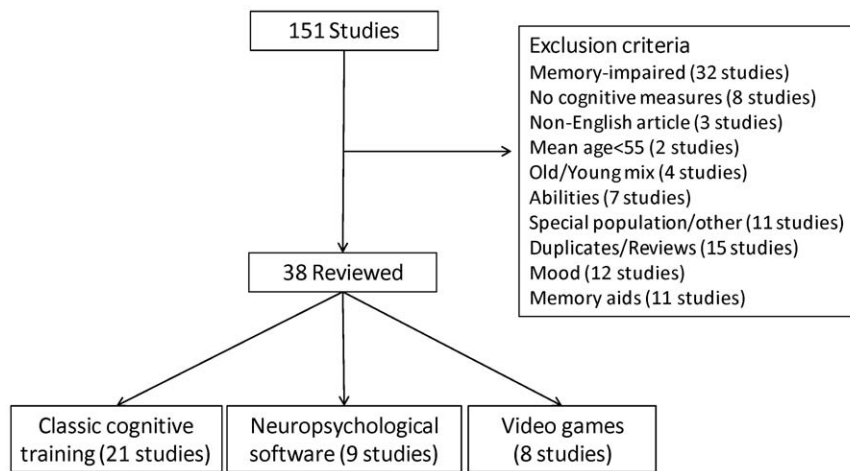 151 Studies
Exclusion criteria
Memory-impaired (32 studies)
No cognitive measures (8 studies)
Non-English article (3 studies)
Mean age<55 (2 studies)
Old/Young mix (4 studies)
Abilities (7 studies)
Special population/other (11 studies)
Duplicates/Reviews (15 studies)
Mood (12 studies)
Memory aids (11 studies)
38 Reviewed
Classic cognitive
training (21 studies)
Neuropsychological
software (9 studies)
Video games
(8 studies)